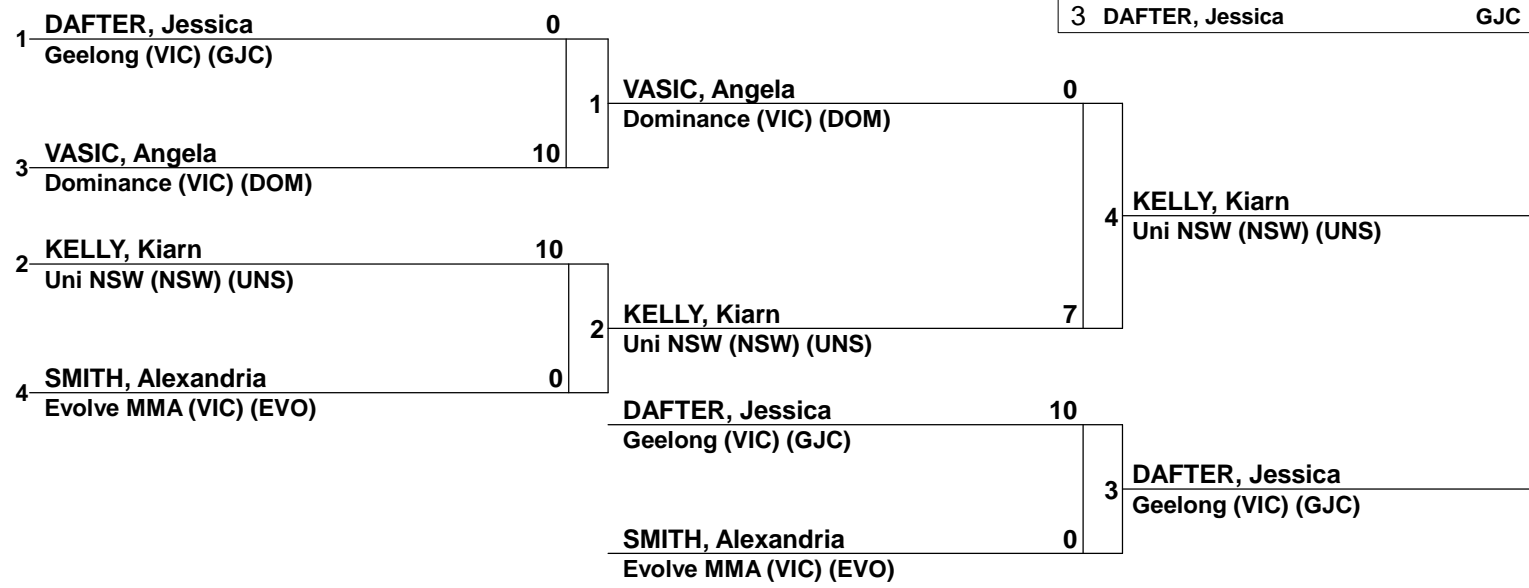 3 DAFTER, Jessica GJC
1 DAFTER, Jessica 0
Geelong (VIC) (GJC)
1 VASIC, Angela 0
Dominance (VIC) (DOM)
3 VASIC, Angela 10
Dominance (VIC) (DOM)
4 KELLY, Kiarn
Uni NSW (NSW) (UNS)
2 KELLY, Kiarn 10
Uni NSW (NSW) (UNS)
2 KELLY, Kiarn 7
Uni NSW (NSW) (UNS)
4 SMITH, Alexandria 0
Evolve MMA (VIC) (EVO)
DAFTER, Jessica 10
Geelong (VIC) (GJC)
3 DAFTER, Jessica
Geelong (VIC) (GJC)
SMITH, Alexandria 0
Evolve MMA (VIC) (EVO)